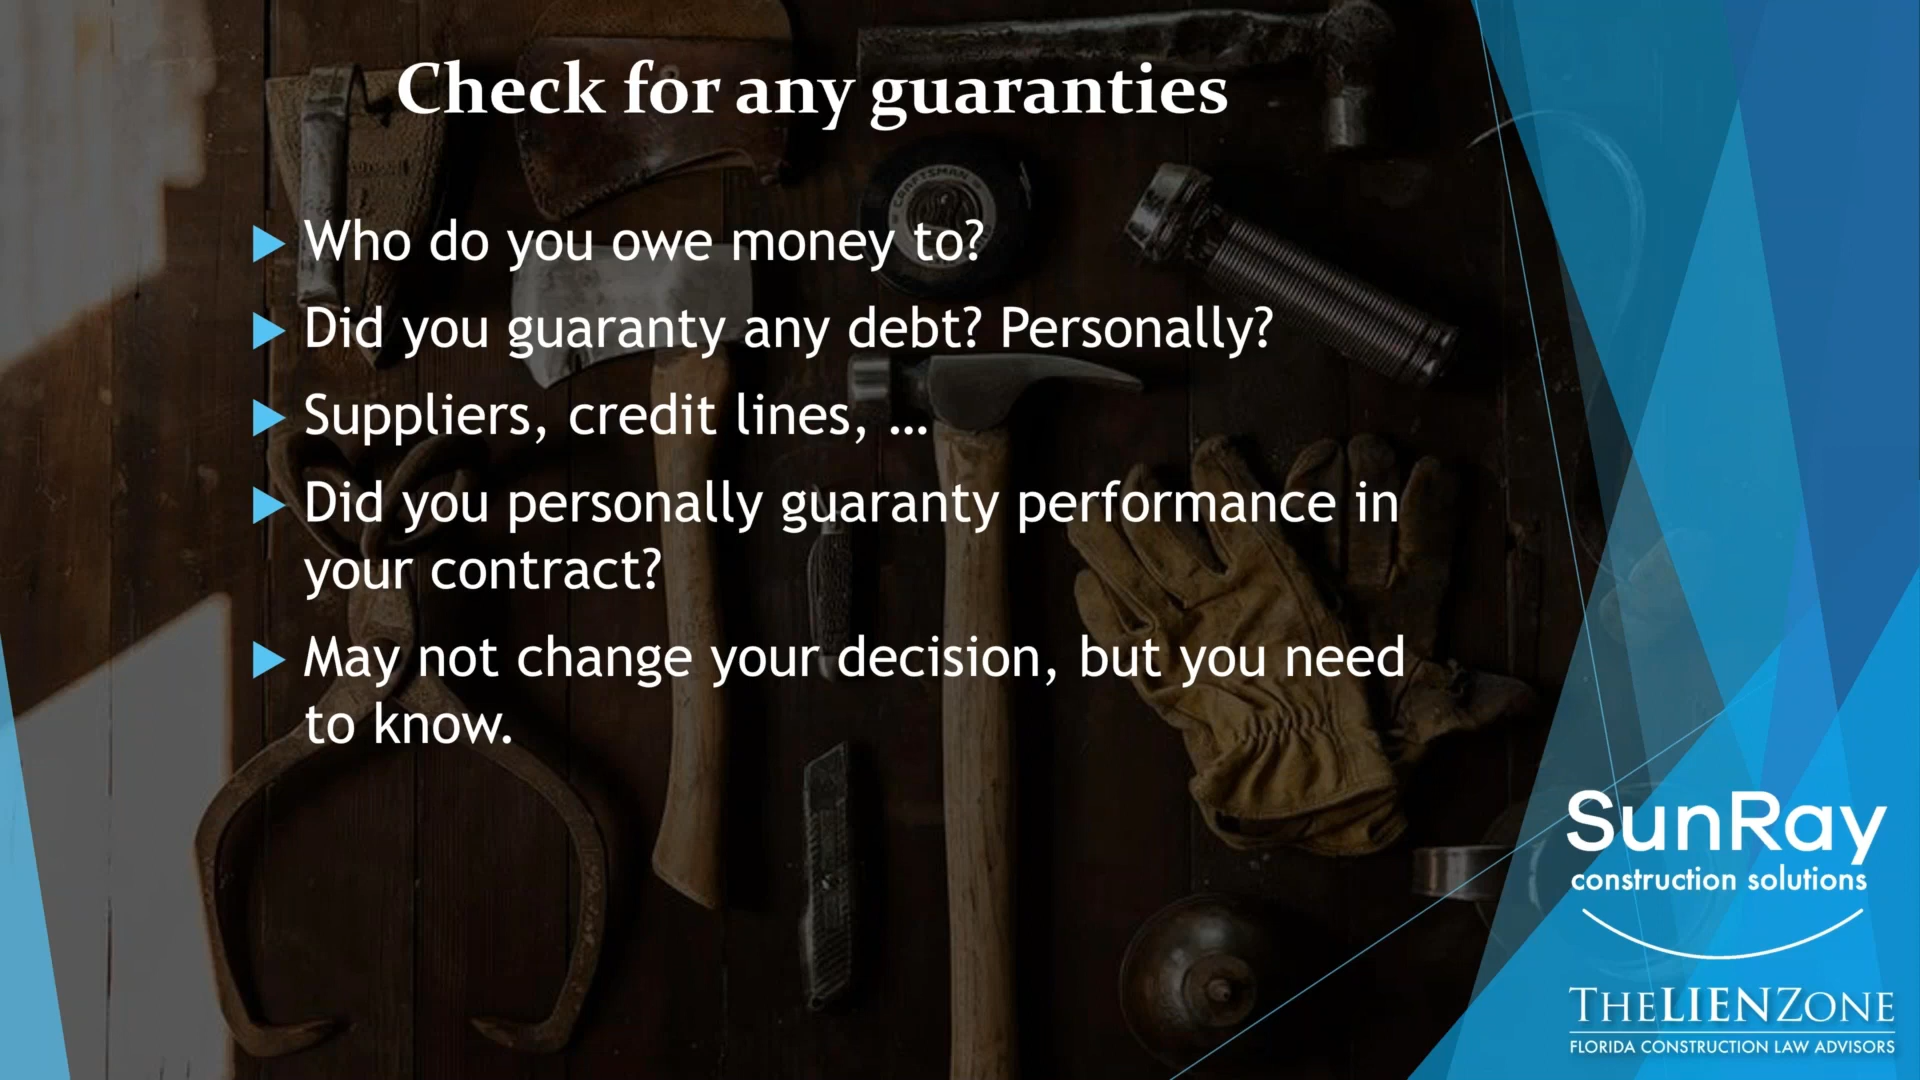 Check for any guaranties
CRAFTSMAN
Who do you owe money to?
Did you guaranty any debt? Personally?
Suppliers, credit lines, ...
Did you personally guaranty performance in
your contract?
May not change your decision, but you need
to know.
SunRay
construction solutions
THELIENZONE
FLORIDA CONSTRUCTION LAW ADVISORS